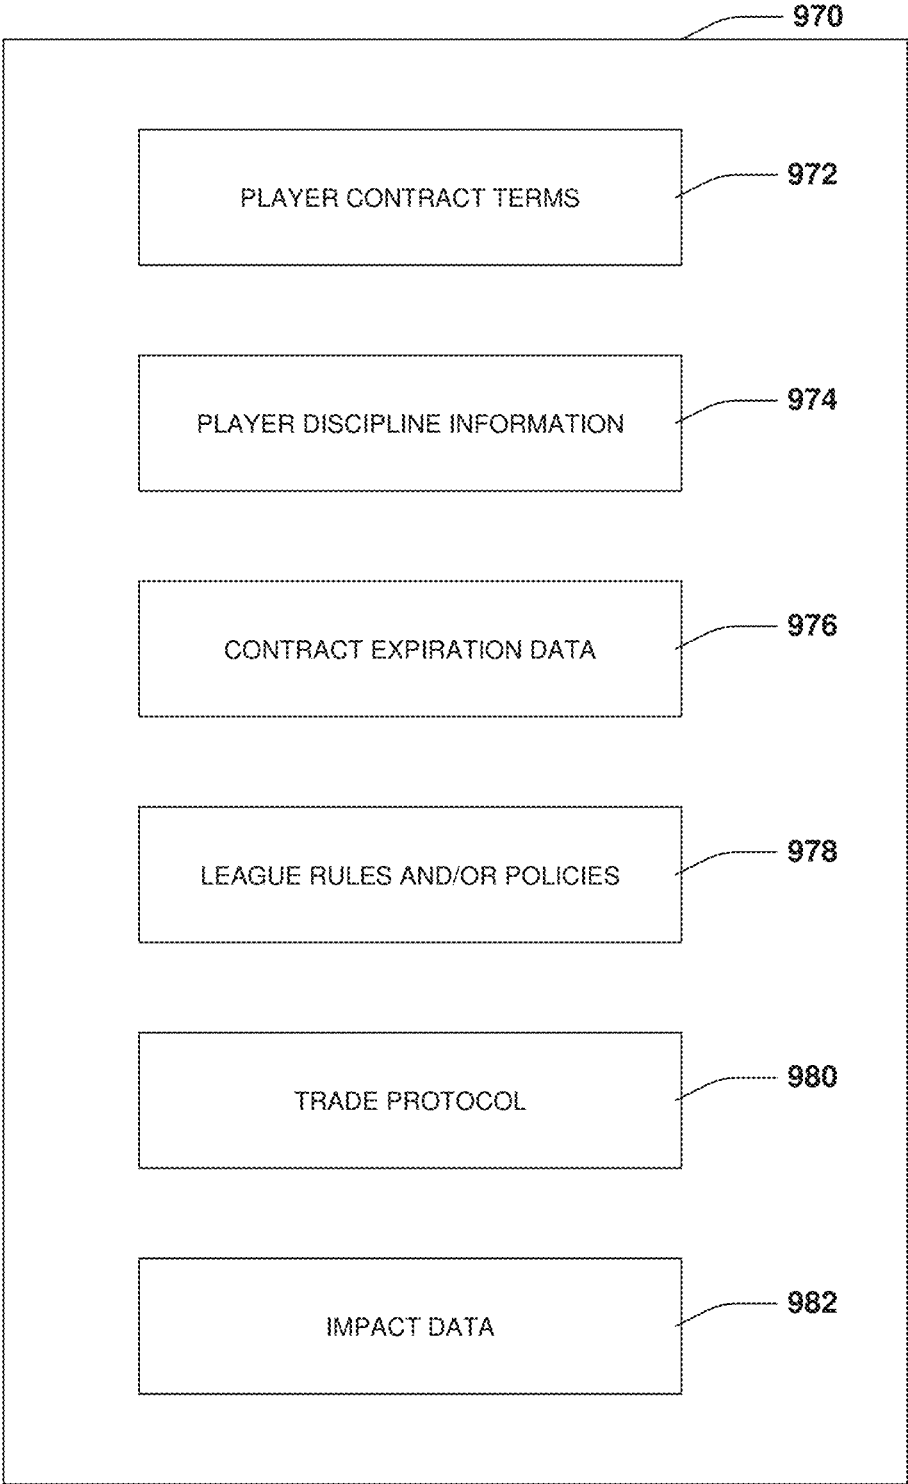 970
PLAYER CONTRACT TERMS
972
PLAYER DISCIPLINE INFORMATION
974
CONTRACT EXPIRATION DATA
976
LEAGUE RULES AND/OR POLICIES
978
TRADE PROTOCOL
980
IMPACT DATA
982